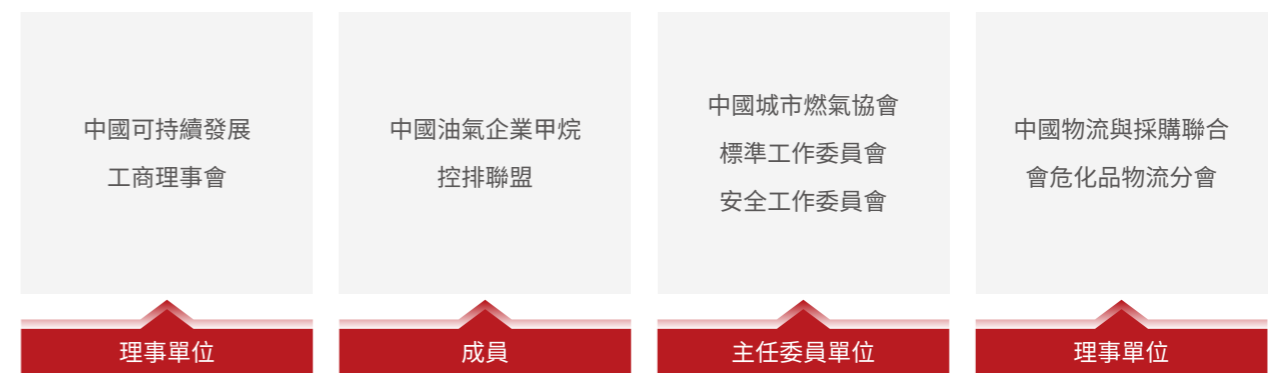 中國可持續發展
工商理事會
理事單位
中國油氣企業甲烷
控排聯盟
成員
中國城市燃氣協會
標準工作委員會
安全工作委員會
主任委員單位
中國物流與採購聯合
會危化品物流分會
理事單位